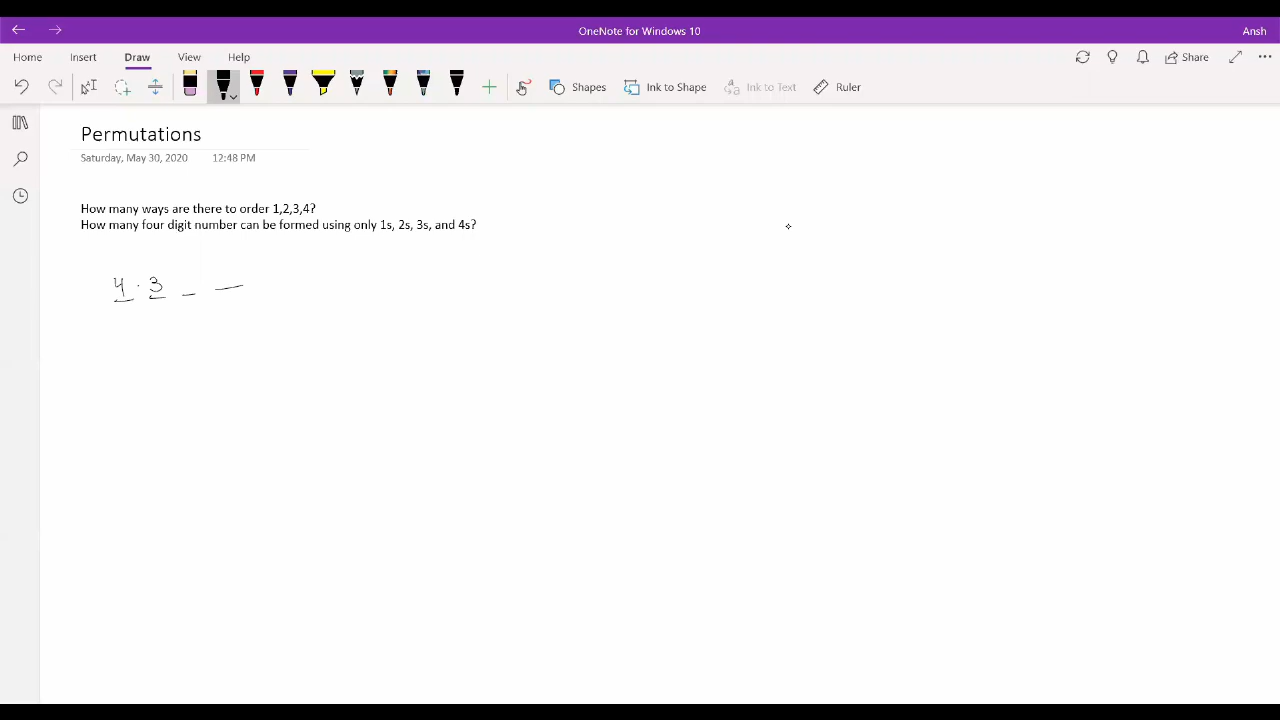 OneNote for Windows 10
Ansh
Home Insert Draw View Help
Share
Shapes Ink to Shape Ink to Text Ruler
Permutations
Saturday, May 30, 2020 12:48 PM
How many ways are there to order 1,2,3,4?
How many four digit number can be formed using only 1s, 2s, 3s, and 4s?
4 · 3 _ _